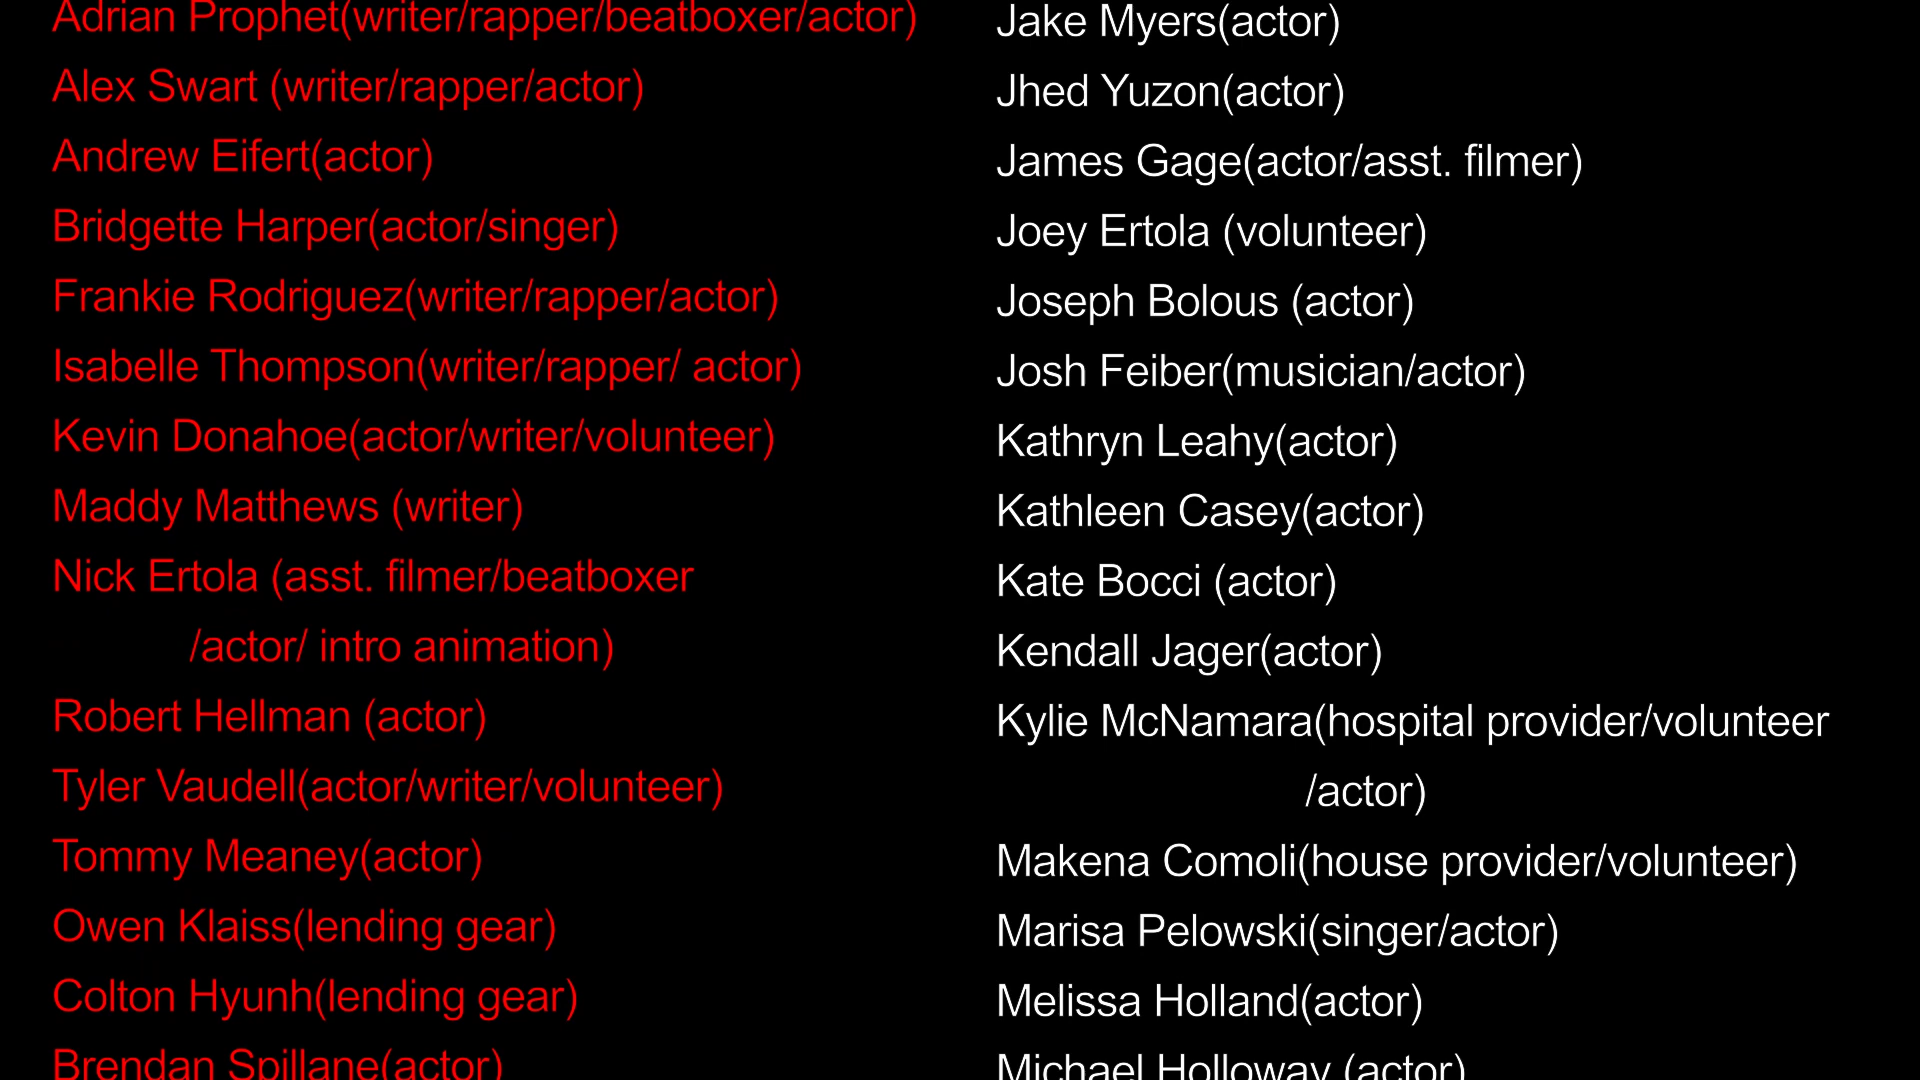 Adrian Prophet(writer/rapper/beatboxer/actor)
Alex Swart (writer/rapper/actor)
Andrew Eifert(actor)
Bridgette Harper(actor/singer)
Frankie Rodriguez(writer/rapper/actor)
Isabelle Thompson(writer/rapper/ actor)
Kevin Donahoe(actor/writer/volunteer)
Maddy Matthews (writer)
Nick Ertola (asst. filmer/beatboxer
/actor/ intro animation)
Robert Hellman (actor)
Tyler Vaudell(actor/writer/volunteer)
Tommy Meaney(actor)
Owen Klaiss(lending gear)
Colton Hyunh(lending gear)
Brendan Spillane(actor)
Jake Myers(actor)
Jhed Yuzon(actor)
James Gage(actor/asst. filmer)
Joey Ertola (volunteer)
Joseph Bolous (actor)
Josh Feiber(musician/actor)
Kathryn Leahy(actor)
Kathleen Casey(actor)
Kate Bocci (actor)
Kendall Jager(actor)
Kylie McNamara(hospital provider/volunteer
/actor)
Makena Comoli(house provider/volunteer)
Marisa Pelowski(singer/actor)
Melissa Holland(actor)
Michael Holloway (actor)